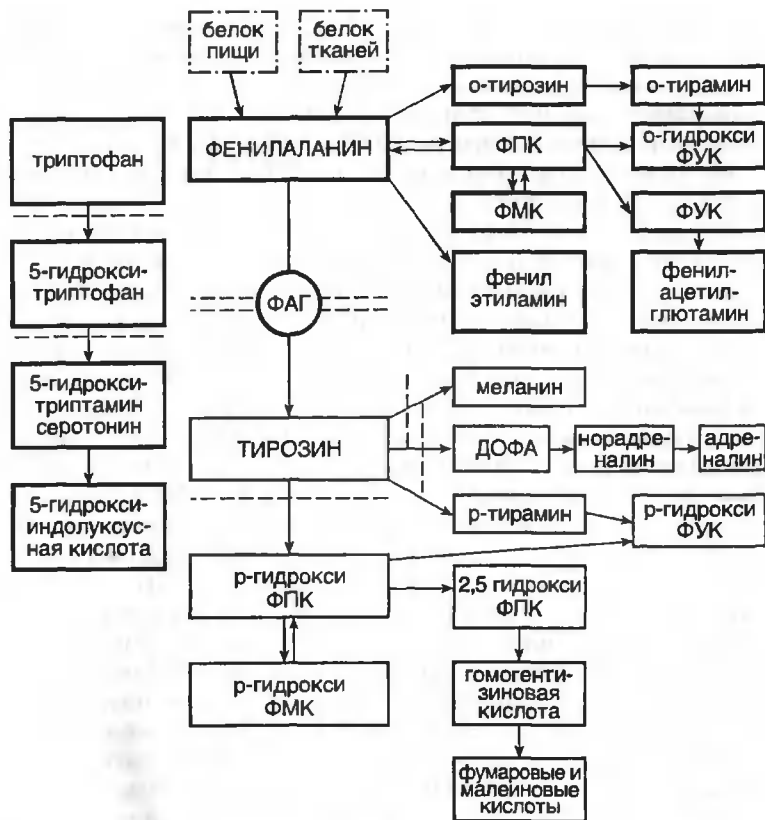 белок
пищи
белок
тканей
триптофан
5-гидрокси-
триптофан
5-гидрокси-
триптамин
серотонин
5-гидрокси-
индолуксус-
ная кислота
ФЕНИЛАЛАНИН
ФАГ
ТИРОЗИН
р-гидрокси
ФПК
р-гидрокси
ФМК
о-тирозин
о-тирамин
ФПК
о-гидрокси
ФУК
ФМК
ФУК
фенил
этиламин
фенил-
ацетил-
глютамин
меланин
ДОФА
норадре-
налин
адре-
налин
р-тирамин
р-гидрокси
ФУК
2,5 гидрокси
ФПК
гомогенти-
зиновая
кислота
фумаровые и
малеиновые
кислоты